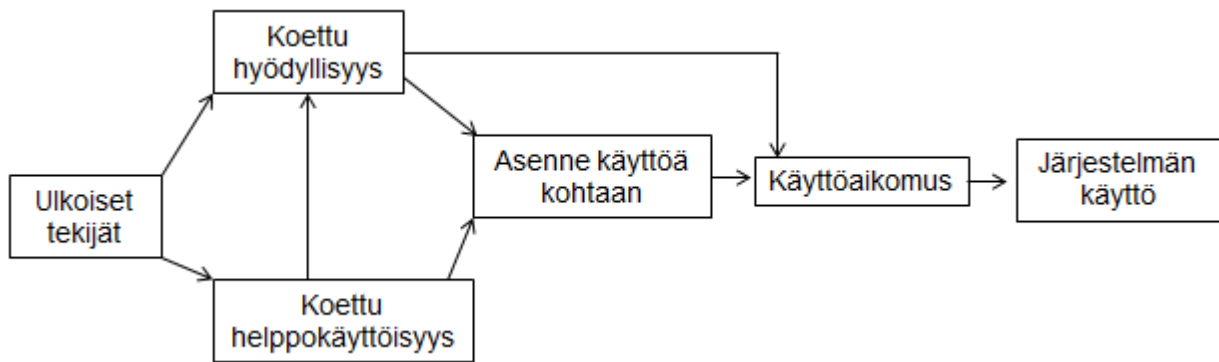 Koettu
hyödyllisyys
Ulkoiset
tekijät
Koettu
helppokäyttöisyys
Asenne käyttöä
kohtaan
Käyttöaikomus
Järjestelmän
käyttö